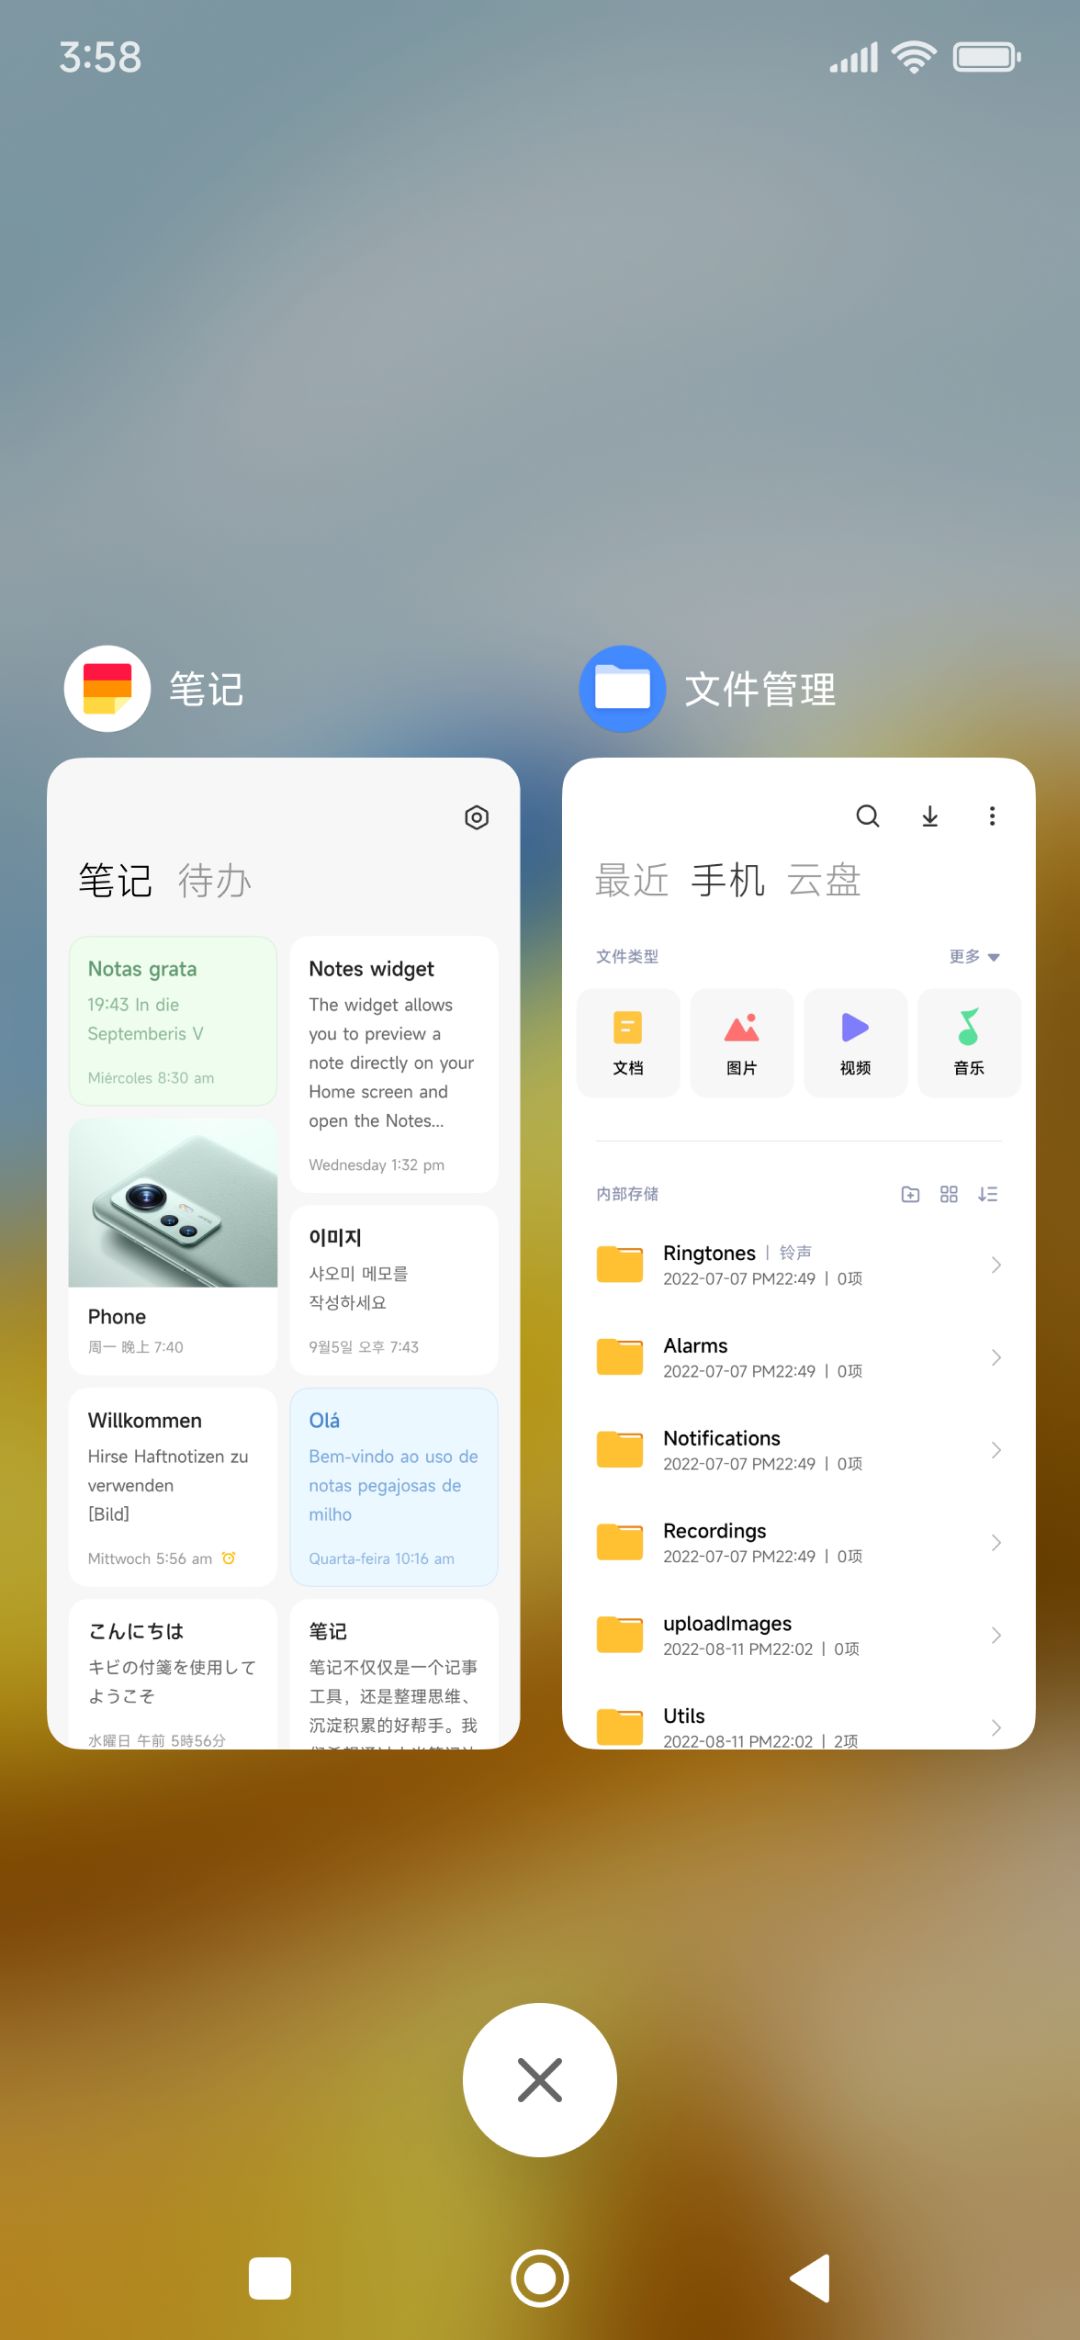 3:58
笔记
笔记 待办
Notas grata
19:43 In die
Septemberis V
Miércoles 8:30 am
Phone
周一 晚上 7:40
Willkommen
Hirse Haftnotizen zu
verwenden
[Bild]
Mittwoch 5:56 am
こんにちは
キビの付箋を使用して
ようこそ
水曜日 午前 5時56分
Notes widget
The widget allows
you to preview a
note directly on your
Home screen and
open the Notes...
Wednesday 1:32 pm
이미지
샤오미 메모를
작성하세요
9월5일 오후 7:43
Olá
Bem-vindo ao uso de
notas pegajosas de
milho
Quarta-feira 10:16 am
笔记
笔记不仅仅是一个记事
工具，还是整理思维、
沉淀积累的好帮手。我
文件管理
最近 手机 云盘
文件类型 更多
文档 图片 视频 音乐
内部存储
Ringtones | 铃声
2022-07-07 PM22:49 | 0项
Alarms
2022-07-07 PM22:49 | 0项
Notifications
2022-07-07 PM22:49 | 0项
Recordings
2022-07-07 PM22:49 | 0项
uploadImages
2022-08-11 PM22:02 | 0项
Utils
2022-08-11 PM22:02 | 2项